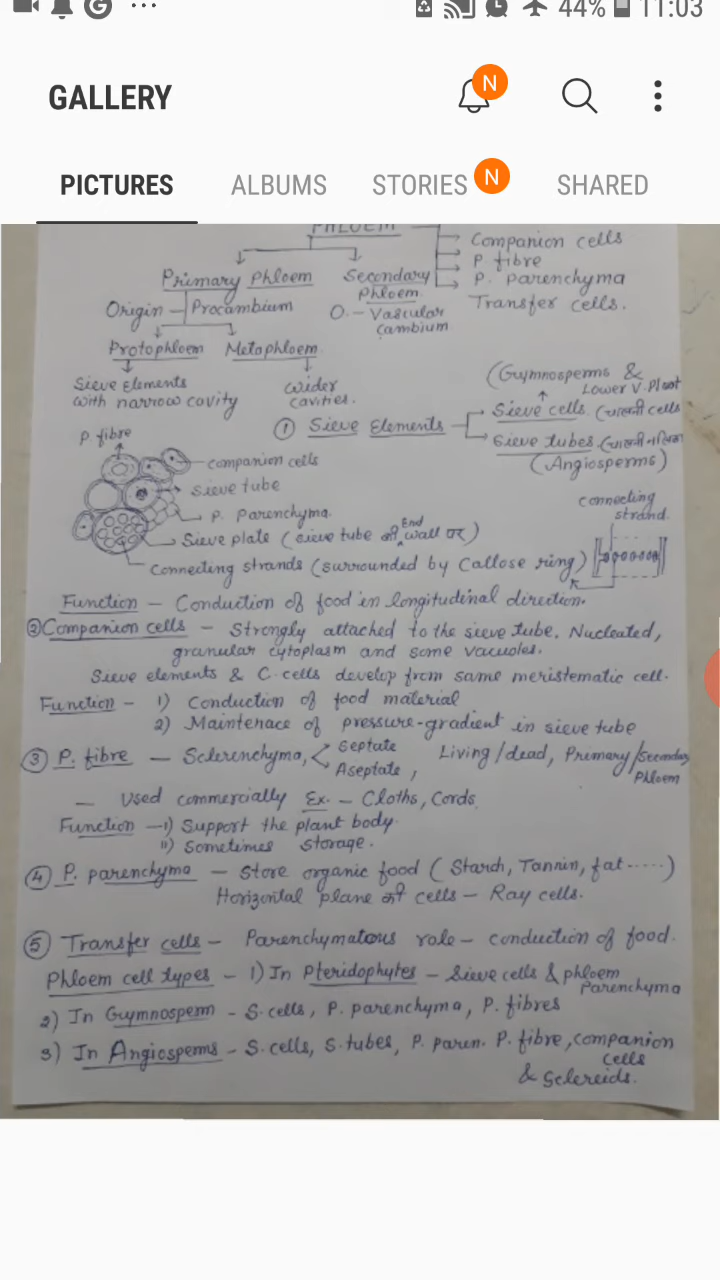 44% 11:03
GALLERY
N
PICTURES ALBUMS STORIES N SHARED
PHLOEM
Companion cells
P. fibre
P. parenchyma
Transfer cells.
Primary Phloem
Secondary Phloem
Origin – Procambium
O. – Vascular Cambium
Protophloem Metaphloem
Sieve Elements with narrow cavity
wider cavities.
(Gymnosperms & Lower V. Plant
① Sieve Elements
Sieve cells (चालनी cells
Sieve tubes (चालनी
(Angiosperms)
P. fibre
companion cells
sieve tube
P. parenchyma
Sieve plate (sieve tube की End wall पर)
Connecting strands (surrounded by Callose ring)
connecting strand.
Function – Conduction of food in longitudinal direction.
②Companion cells – Strongly attached to the sieve tube. Nucleated,
granular cytoplasm and some vacuoles.
Sieve elements & C.cells develop from same meristematic cell.
Function – 1) Conduction of food material
2) Maintenace of pressure-gradient in sieve tube
③ P. fibre – Sclerenchyma, < Septate Aseptate, Living/dead, Primary/Secondary Phloem
– Used commercially Ex. – Cloths, Cords
Function – i) Support the plant body.
ii) Sometimes storage.
④ P. parenchyma – Store organic food (Starch, Tannin, fat.....)
Horizontal plane की cells – Ray cells.
⑤ Transfer cells – Parenchymatous role – conduction of food.
Phloem cell types – 1) In Pteridophytes – Sieve cells & phloem Parenchyma
2) In Gymnosperm – S. cells, P. parenchyma, P. fibres
3) In Angiosperms – S. cells, S. tubes, P. paren. P. fibre, companion cells
& Sclereids.